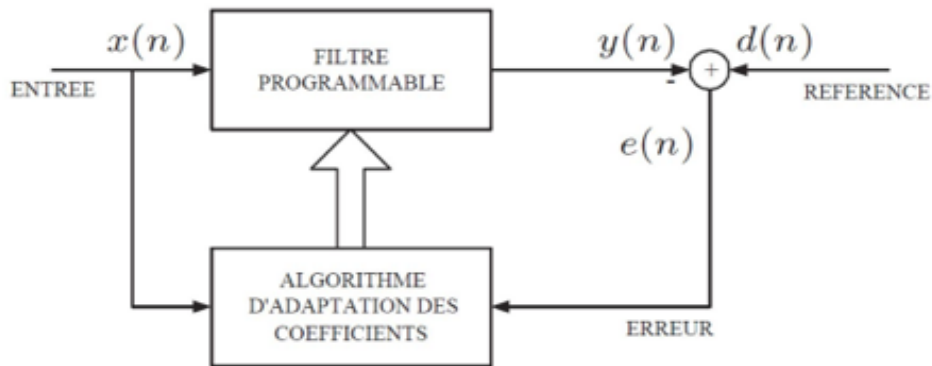 x(n)
FILTRE
PROGRAMMABLE
y(n)
+
d(n)
-
ENTREE
REFERENCE
e(n)
ALGORITHME
D'ADAPTATION DES
COEFFICIENTS
ERREUR